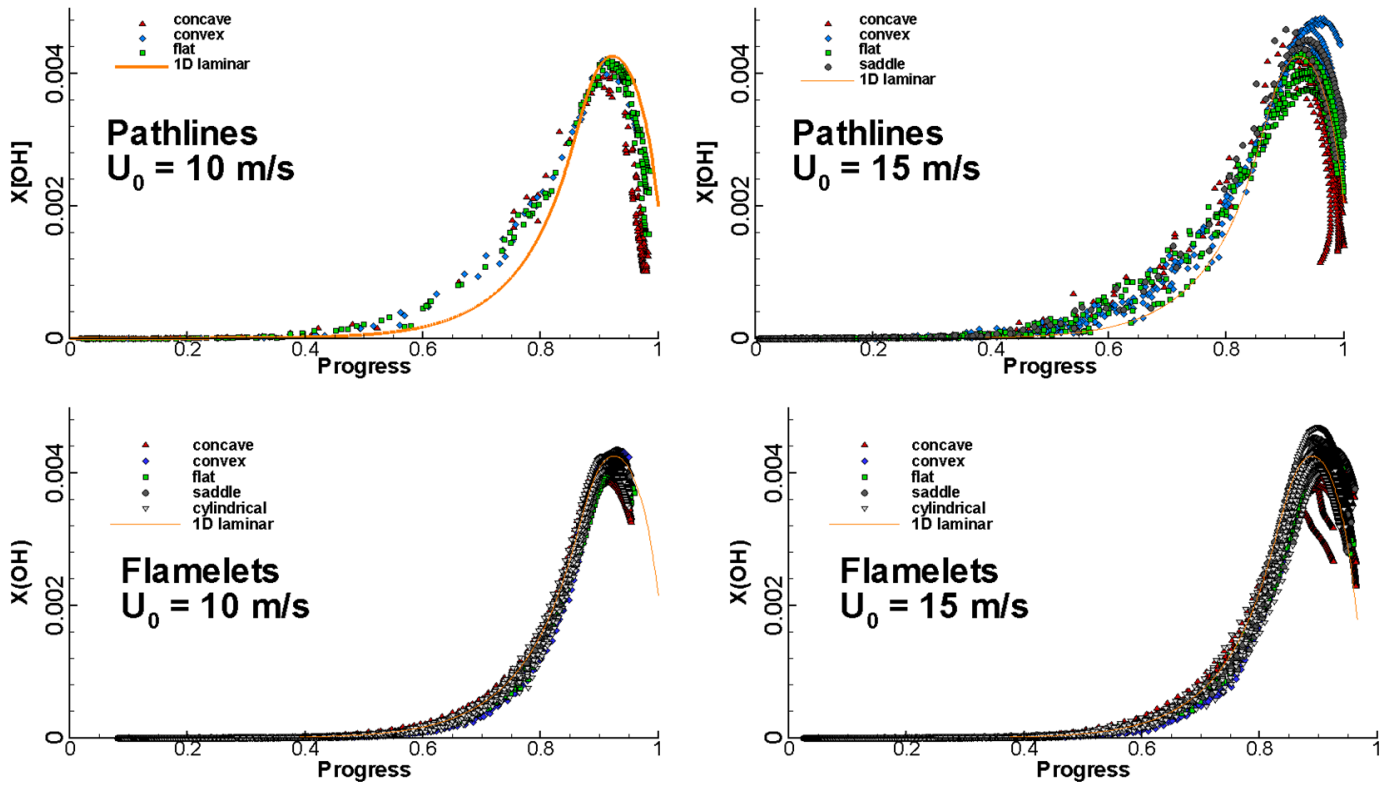 concave
convex
flat
1D laminar
Pathlines
U₀ = 10 m/s
X[OH]
0.004
0.002
0
0 0.2 0.4 0.6 0.8 1
Progress
concave
convex
flat
saddle
1D laminar
Pathlines
U₀ = 15 m/s
X[OH]
0.004
0.002
0
0 0.2 0.4 0.6 0.8 1
Progress
concave
convex
flat
saddle
cylindrical
1D laminar
Flamelets
U₀ = 10 m/s
X(OH)
0.004
0.002
0
0 0.2 0.4 0.6 0.8 1
Progress
concave
convex
flat
saddle
cylindrical
1D laminar
Flamelets
U₀ = 15 m/s
X(OH)
0.004
0.002
0
0.2 0.4 0.6 0.8 1
Progress